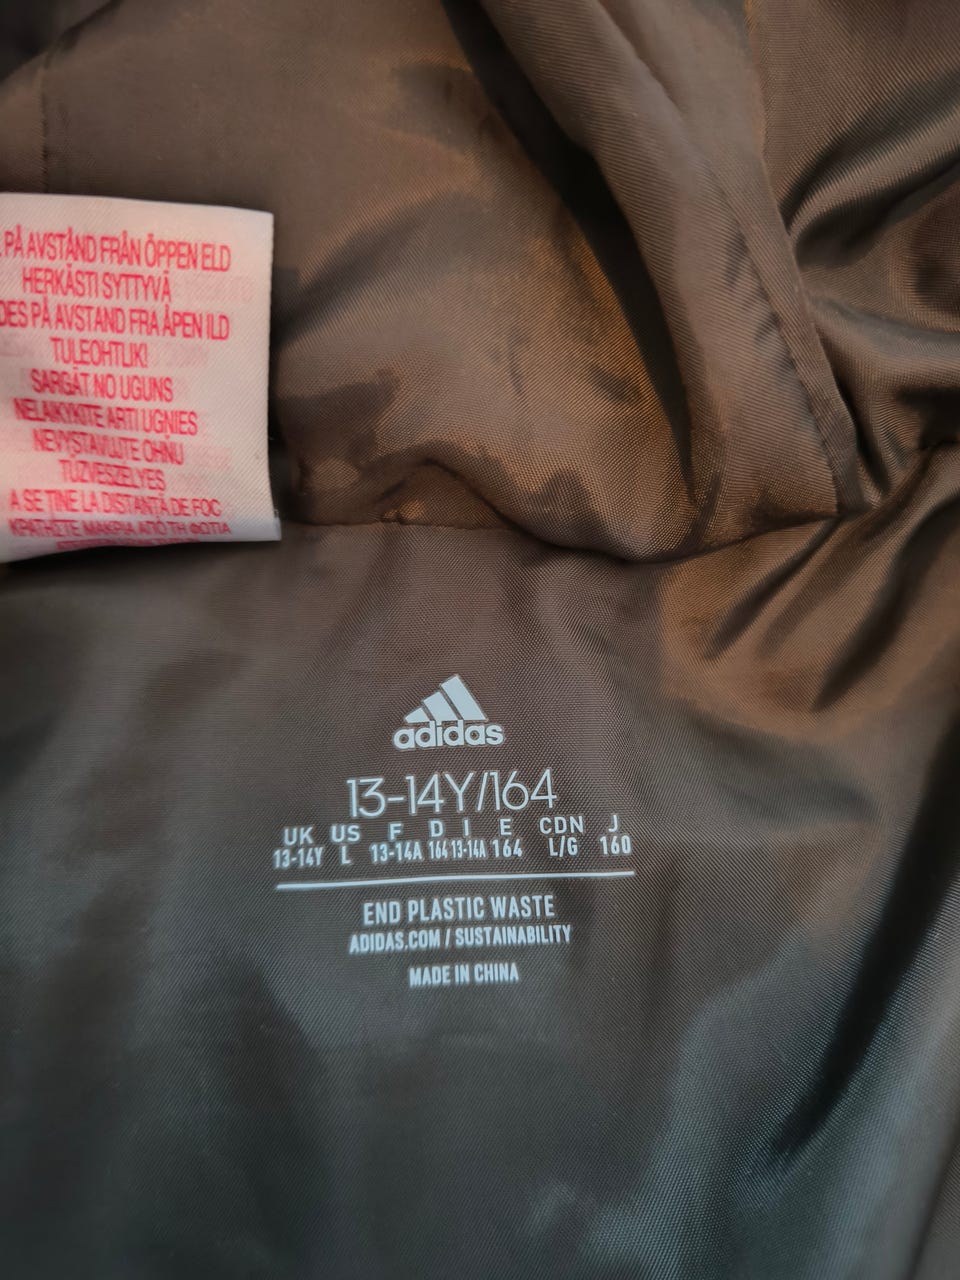 PÅ AVSTÅND FRÅN ÖPPEN ELD
HERKÄSTI SYTTYVÄ
DES PÅ AVSTAND FRA ÅPEN ILD
TULEOHTLIK!
SARGĀT NO UGUNS
NELAIKYKITE ARTI UGNIES
NEVYSTAVUJTE OHNU
TŰZVESZÉLYES
A SE ȚINE LA DISTANȚĂ DE FOC
ΚΡΑΤΗΣΤΕ ΜΑΚΡΙΑ ΑΠΟ ΤΗ ΦΩΤΙΑ
adidas
13-14Y/164
UK US F D I E CDN J
13-14Y L 13-14A 164 13-14A 164 L/G 160
END PLASTIC WASTE
ADIDAS.COM / SUSTAINABILITY
MADE IN CHINA